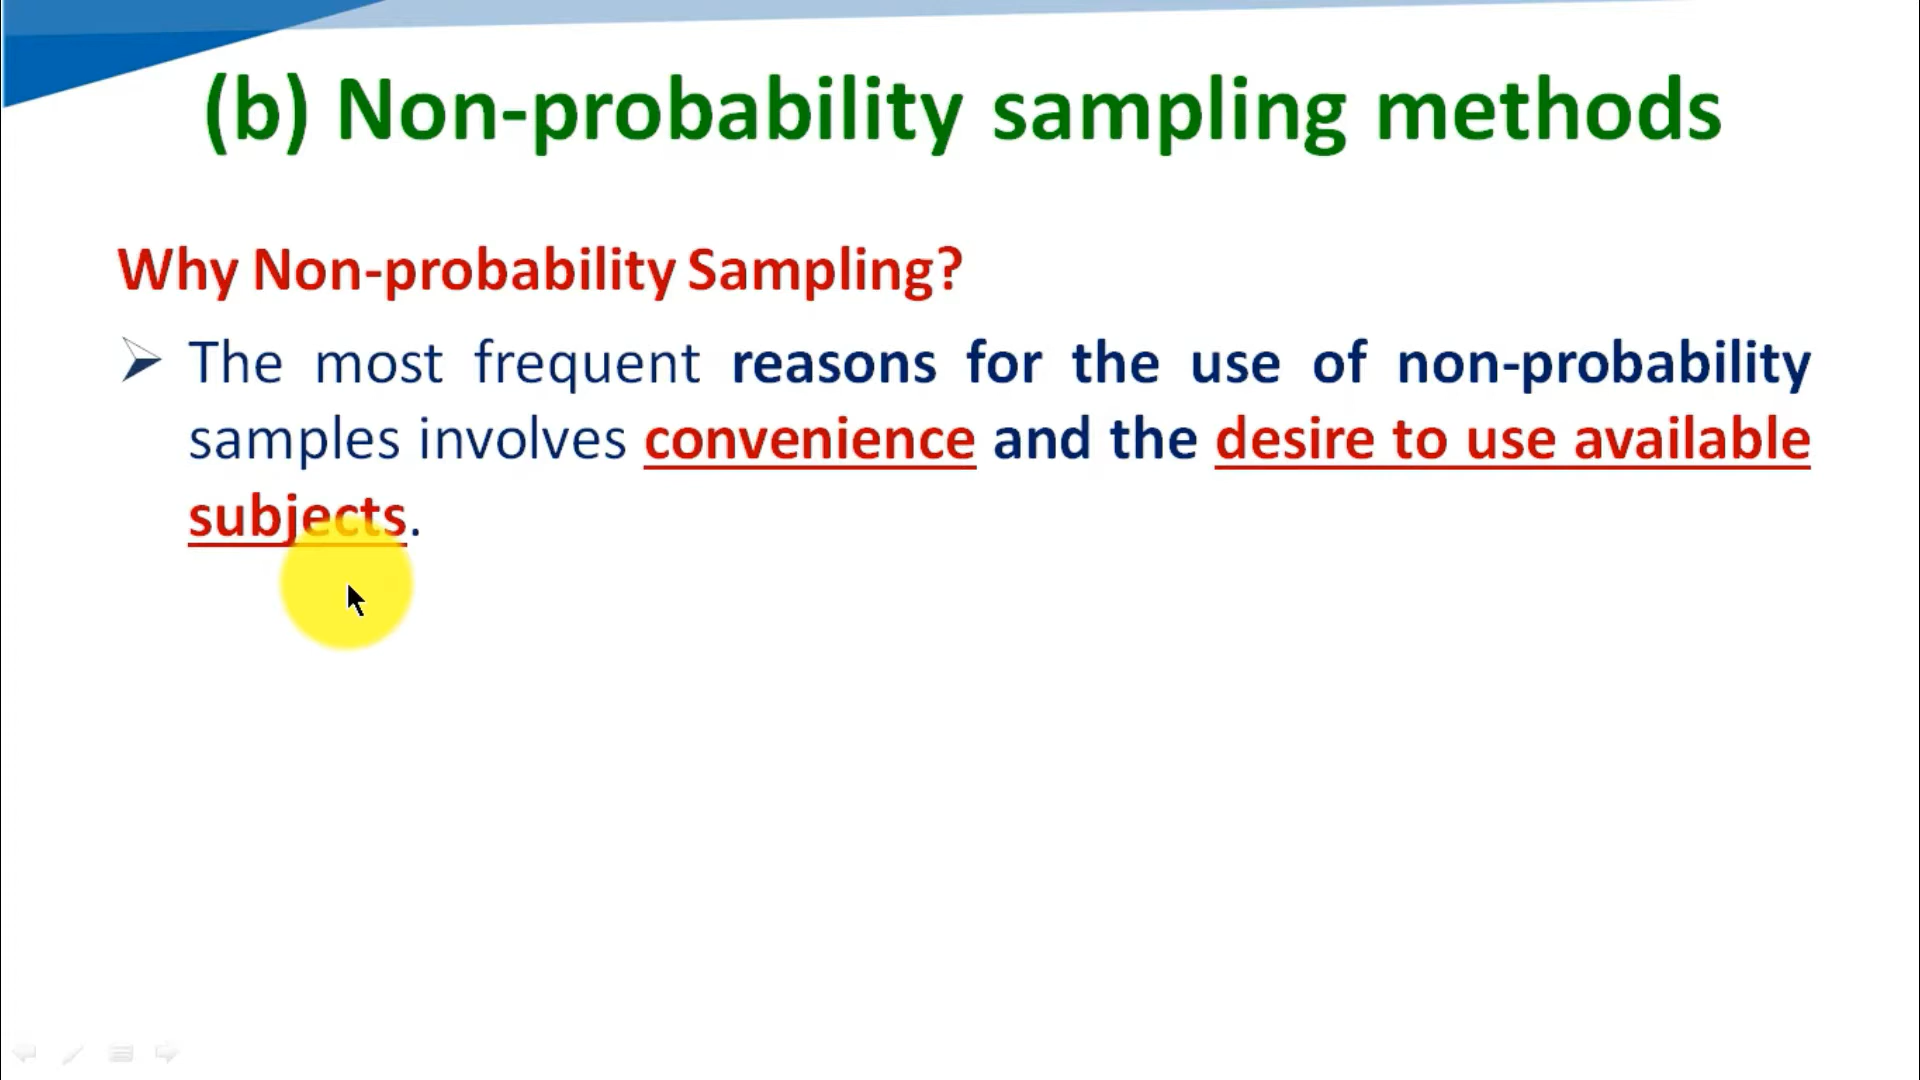 (b) Non-probability sampling methods
Why Non-probability Sampling?
The most frequent reasons for the use of non-probability
samples involves convenience and the desire to use available
subjects.